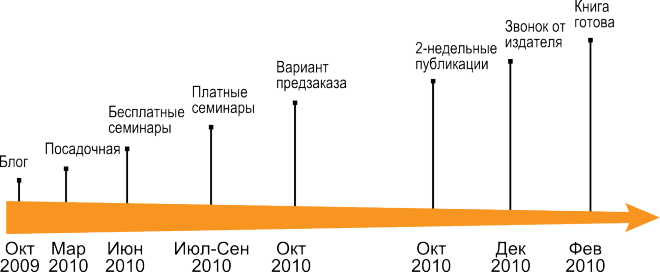 Блог
Посадочная
Бесплатные
семинары
Платные
семинары
Вариант
предзаказа
2-недельные
публикации
Звонок от
издателя
Книга
готова
Окт
2009
Мар
2010
Июн
2010
Июл-Сен
2010
Окт
2010
Окт
2010
Дек
2010
Фев
2010